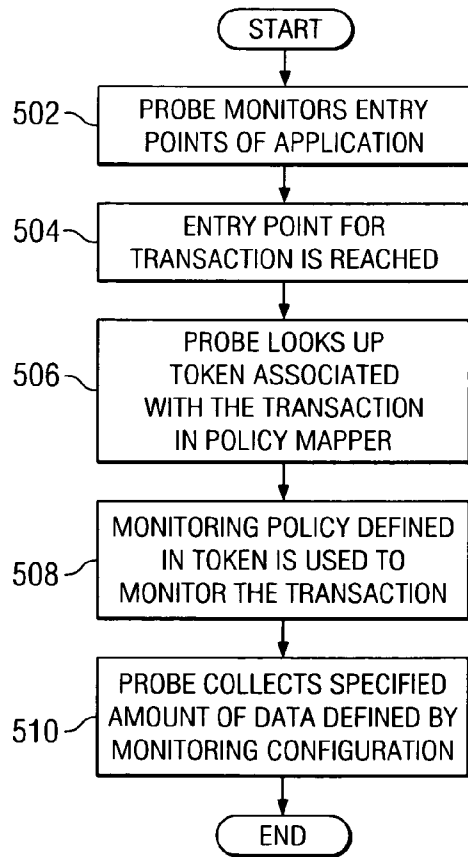 START
502
PROBE MONITORS ENTRY
POINTS OF APPLICATION
504
ENTRY POINT FOR
TRANSACTION IS REACHED
506
PROBE LOOKS UP
TOKEN ASSOCIATED
WITH THE TRANSACTION
IN POLICY MAPPER
508
MONITORING POLICY DEFINED
IN TOKEN IS USED TO
MONITOR THE TRANSACTION
510
PROBE COLLECTS SPECIFIED
AMOUNT OF DATA DEFINED BY
MONITORING CONFIGURATION
END